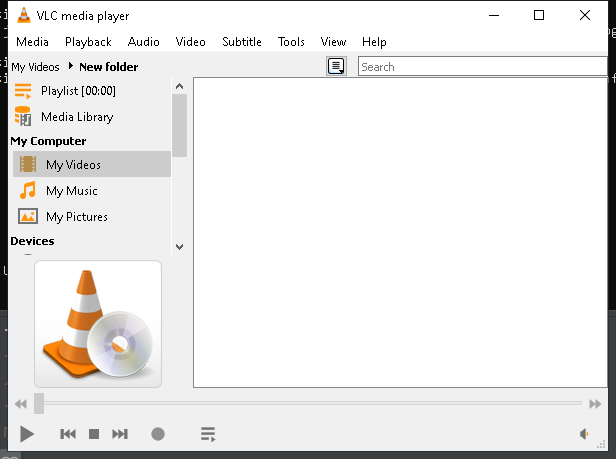 VLC media player
Media Playback Audio Video Subtitle Tools View Help
My Videos New folder
Search
Playlist [00:00]
Media Library
My Computer
My Videos
My Music
My Pictures
Devices